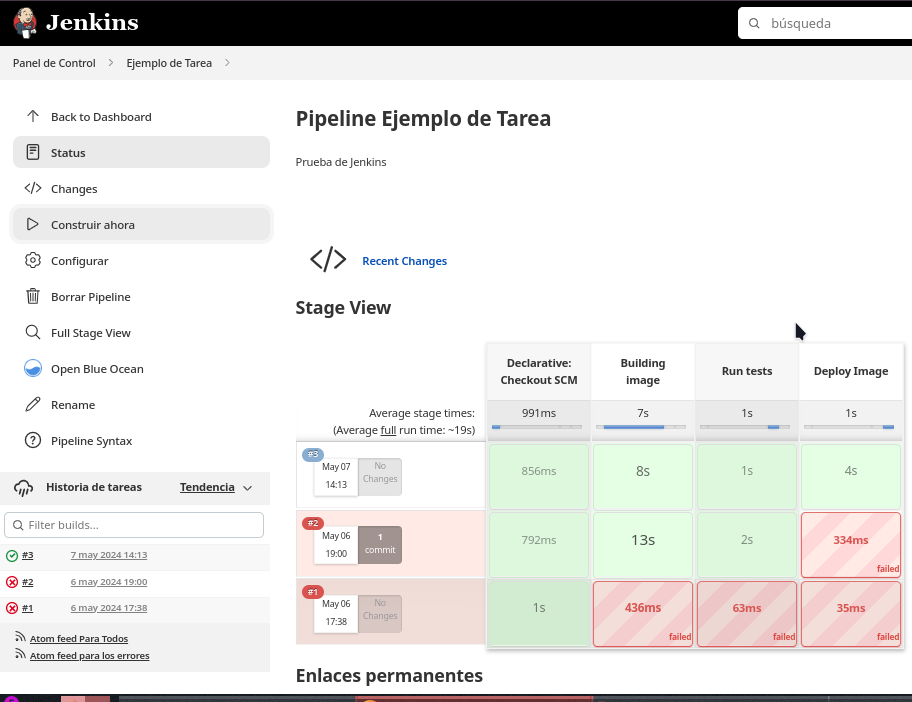 Jenkins
búsqueda
Panel de Control
Ejemplo de Tarea
Back to Dashboard
Status
Changes
Construir ahora
Configurar
Borrar Pipeline
Full Stage View
Open Blue Ocean
Rename
Pipeline Syntax
Historia de tareas
Tendencia
Filter builds...
#3 7 may 2024 14:13
#2 6 may 2024 19:00
#1 6 may 2024 17:38
Atom feed Para Todos
Atom feed para los errores
Pipeline Ejemplo de Tarea
Prueba de Jenkins
Recent Changes
Stage View
Declarative: Checkout SCM
Building image
Run tests
Deploy Image
Average stage times:
(Average full run time: ~19s)
991ms 7s 1s 1s
#3
May 07
14:13
No Changes
856ms 8s 1s 4s
#2
May 06
19:00
1 commit
792ms 13s 2s 334ms
failed
#1
May 06
17:38
No Changes
1s 436ms 63ms 35ms
failed failed failed
Enlaces permanentes